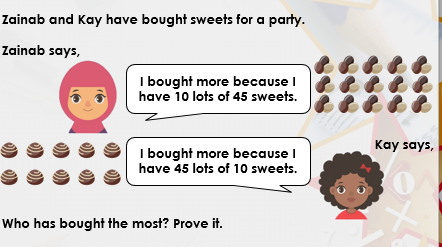 Zainab and Kay have bought sweets for a party.
Zainab says,
I bought more because I
have 10 lots of 45 sweets.
Kay says,
I bought more because I
have 45 lots of 10 sweets.
Who has bought the most? Prove it.